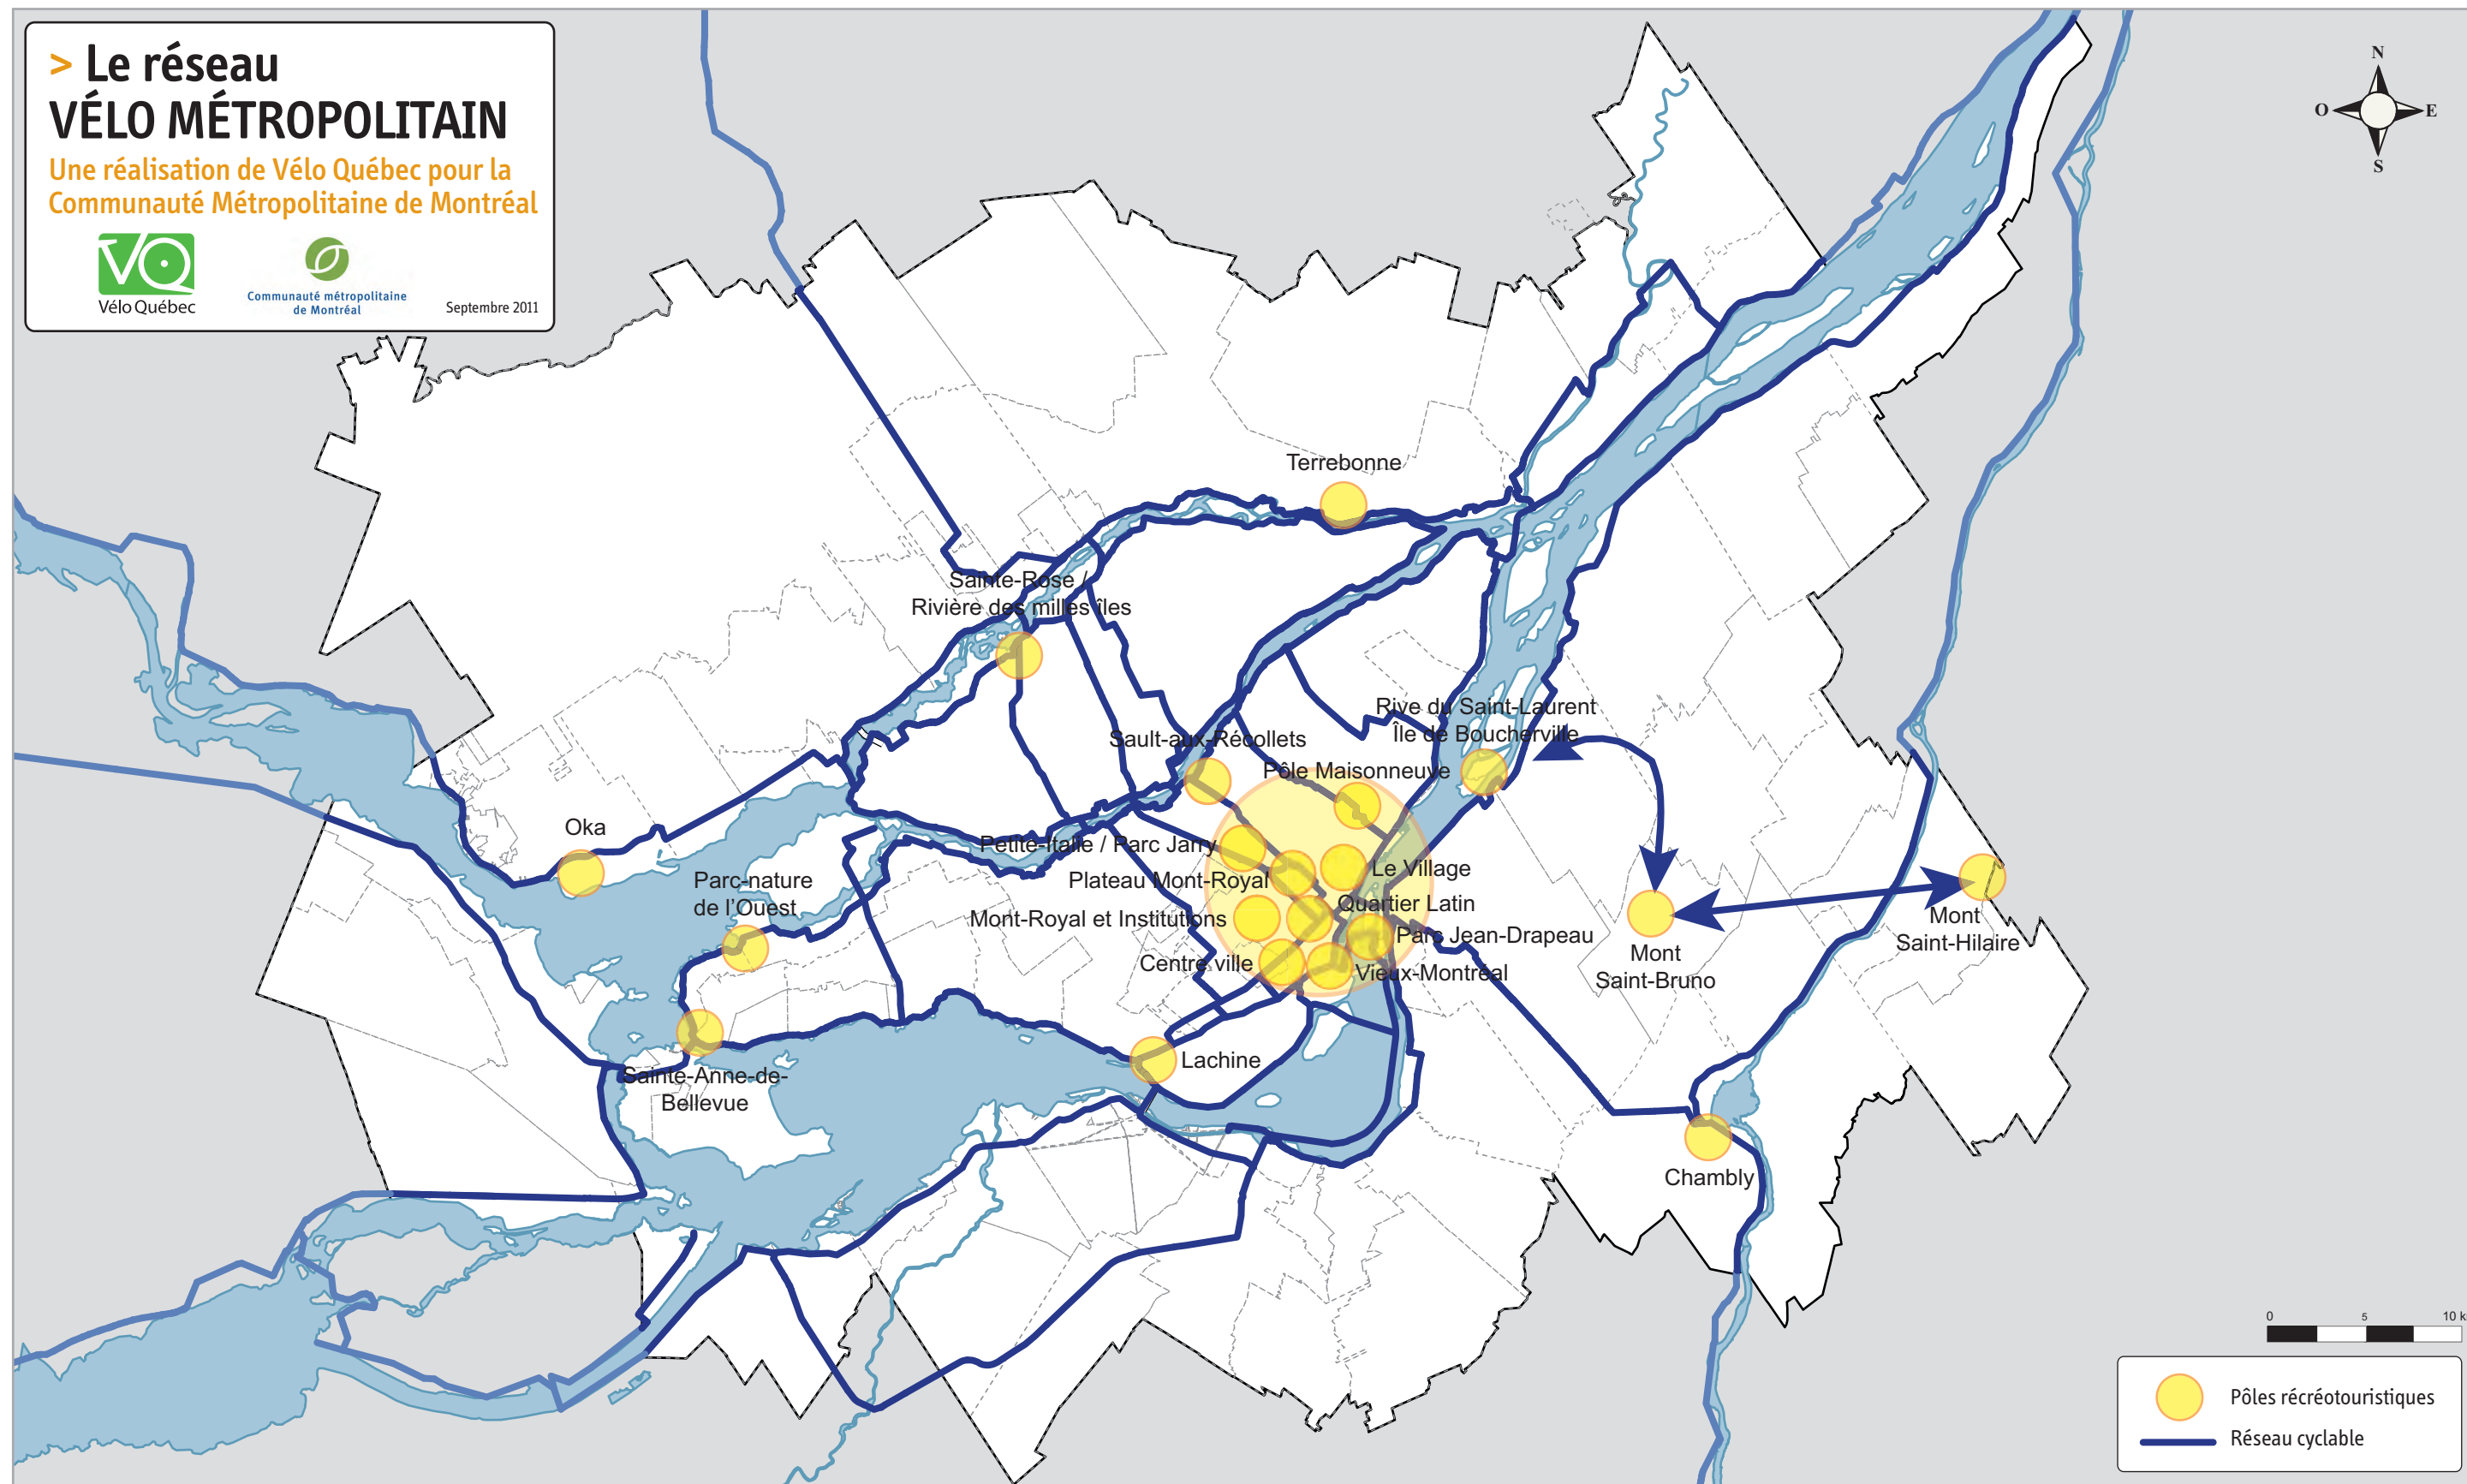 > Le réseau
VÉLO MÉTROPOLITAIN
Une réalisation de Vélo Québec pour la
Communauté Métropolitaine de Montréal
VQ
Vélo Québec
Communauté métropolitaine
de Montréal
Septembre 2011
N
O
E
S
Terrebonne
Sainte-Rose /
Rivière des milles îles
Rive du Saint-Laurent
Île de Boucherville
Sault-aux-Récollets
Pôle Maisonneuve
Oka
Petite-Italie / Parc Jarry
Le Village
Parc-nature
de l'Ouest
Plateau Mont-Royal
Quartier Latin
Mont-Royal et Institutions
Parc Jean-Drapeau
Centre ville
Vieux-Montréal
Mont
Saint-Hilaire
Mont
Saint-Bruno
Lachine
Sainte-Anne-de-
Bellevue
Chambly
0 5 10 k
Pôles récréotouristiques
Réseau cyclable